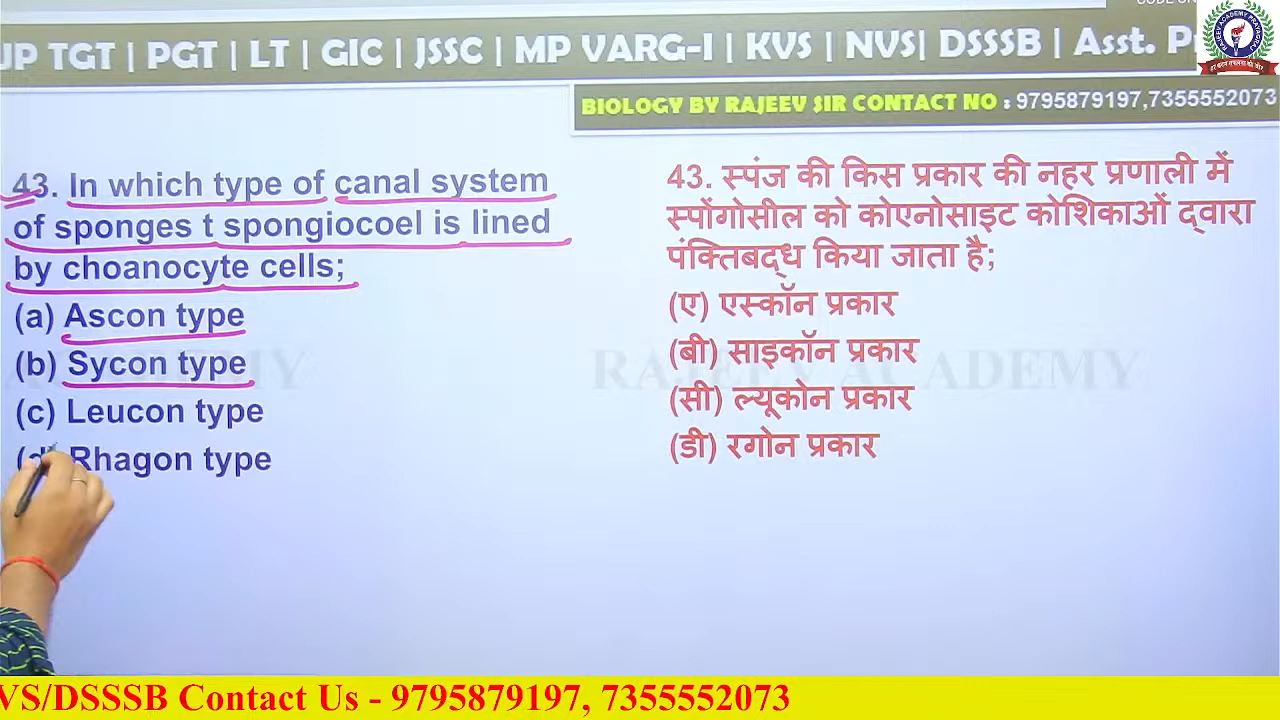 UP TGT | PGT | LT | GIC | JSSC | MP VARG-I | KVS | NVS| DSSSB | Asst.
BIOLOGY BY RAJEEV SIR CONTACT NO : 9795879197,7355552073
43. In which type of canal system
of sponges t spongiocoel is lined
by choanocyte cells;
(a) Ascon type
(b) Sycon type
(c) Leucon type
(d) Rhagon type
43. स्पंज की किस प्रकार की नहर प्रणाली में
स्पोंगोसील को कोएनोसाइट कोशिकाओं द्वारा
पंक्तिबद्ध किया जाता है;
(ए) एस्कॉन प्रकार
(बी) साइकॉन प्रकार
(सी) ल्यूकोन प्रकार
(डी) रगोन प्रकार
RAJEEV ACADEMY
VS/DSSSB Contact Us - 9795879197, 7355552073